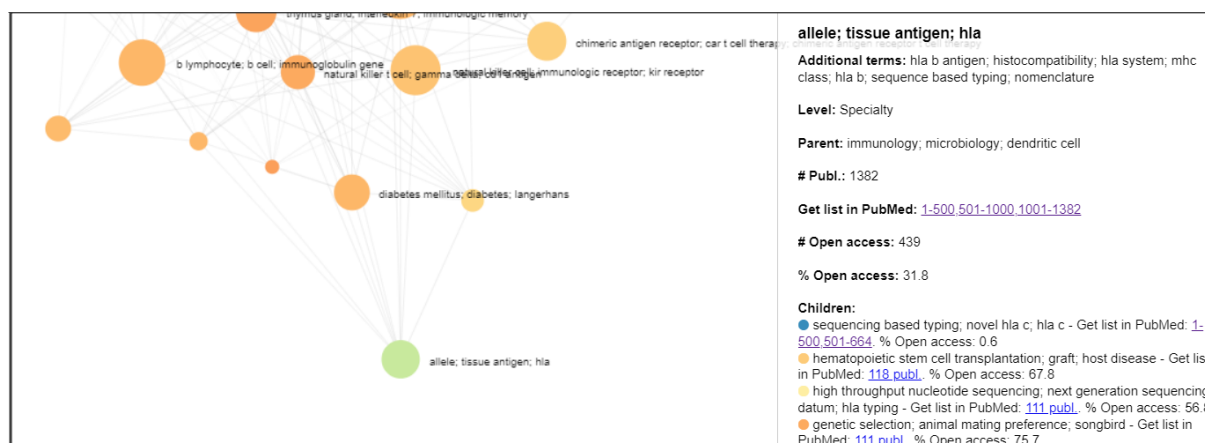 thymus gland; interleukin 7; immunologic memory
chimeric antigen receptor; car t cell therapy; chimeric antigen receptor t cell therapy
b lymphocyte; b cell; immunoglobulin gene
natural killer t cell; gamma delta; cd1 antigen
natural killer cell; immunologic receptor; kir receptor
diabetes mellitus; diabetes; langerhans
allele; tissue antigen; hla
allele; tissue antigen; hla
Additional terms: hla b antigen; histocompatibility; hla system; mhc
class; hla b; sequence based typing; nomenclature
Level: Specialty
Parent: immunology; microbiology; dendritic cell
# Publ.: 1382
Get list in PubMed: 1-500,501-1000,1001-1382
# Open access: 439
% Open access: 31.8
Children:
sequencing based typing; novel hla c; hla c - Get list in PubMed: 1-
500,501-664. % Open access: 0.6
hematopoietic stem cell transplantation; graft; host disease - Get lis
in PubMed: 118 publ.. % Open access: 67.8
high throughput nucleotide sequencing; next generation sequencing
datum; hla typing - Get list in PubMed: 111 publ.. % Open access: 56.8
genetic selection; animal mating preference; songbird - Get list in
PubMed: 111 publ.. % Open access: 75.7